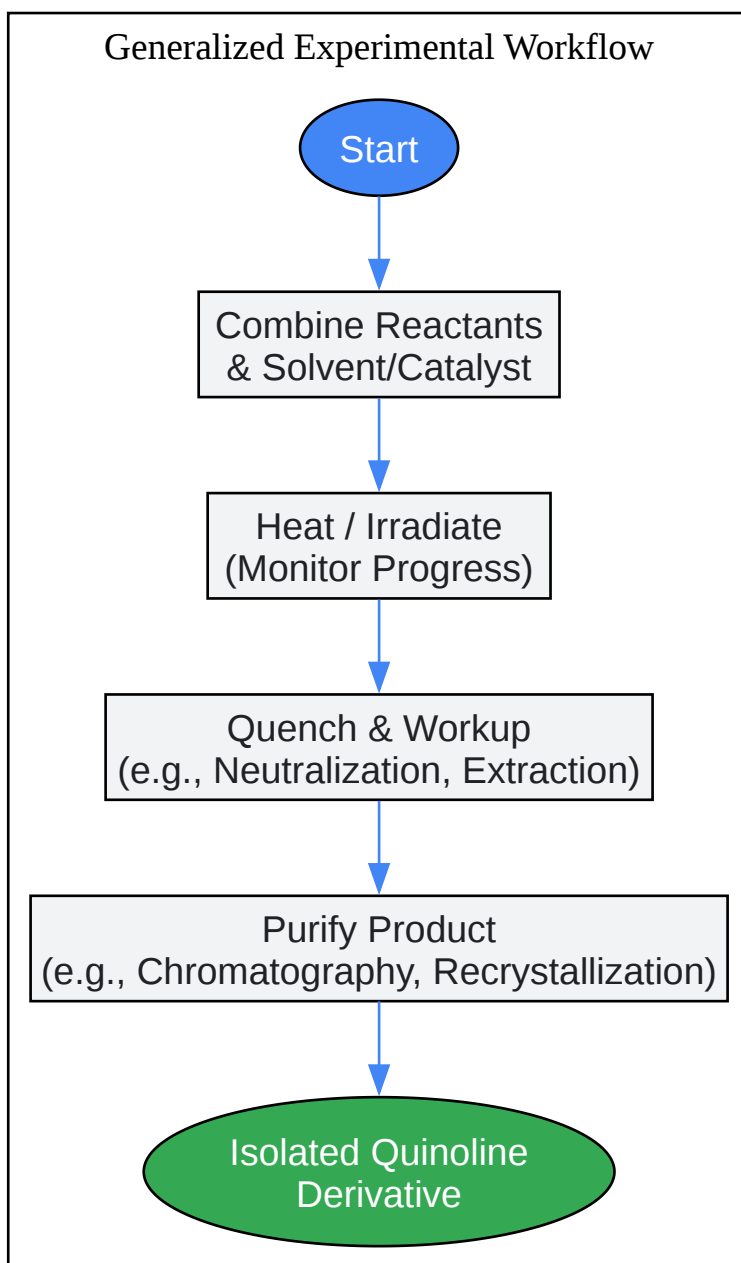 Generalized Experimental Workflow
Start
Combine Reactants
& Solvent/Catalyst
Heat / Irradiate
(Monitor Progress)
Quench & Workup
(e.g., Neutralization, Extraction)
Purify Product
(e.g., Chromatography, Recrystallization)
Isolated Quinoline
Derivative